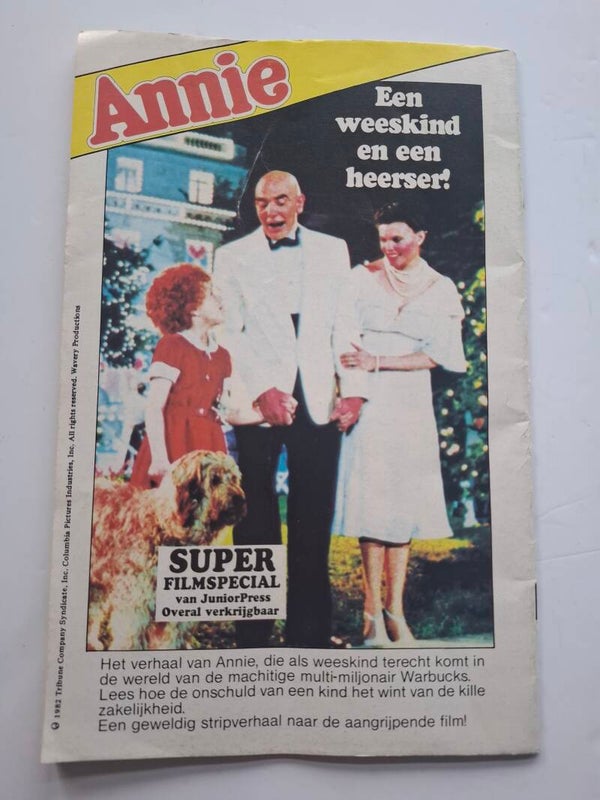 Annie
Een
weeskind
en een
heerser!
SUPER
FILMSPECIAL
van JuniorPress
Overal verkrijgbaar
Het verhaal van Annie, die als weeskind terecht komt in
de wereld van de machtige multi-miljonair Warbucks.
Lees hoe de onschuld van een kind het wint van de kille
zakelijkheid.
Een geweldig stripverhaal naar de aangrijpende film!
© 1982 Tribune Company Syndicate, Inc. Columbia Pictures Industries, Inc. All rights reserved. Wavery Productions